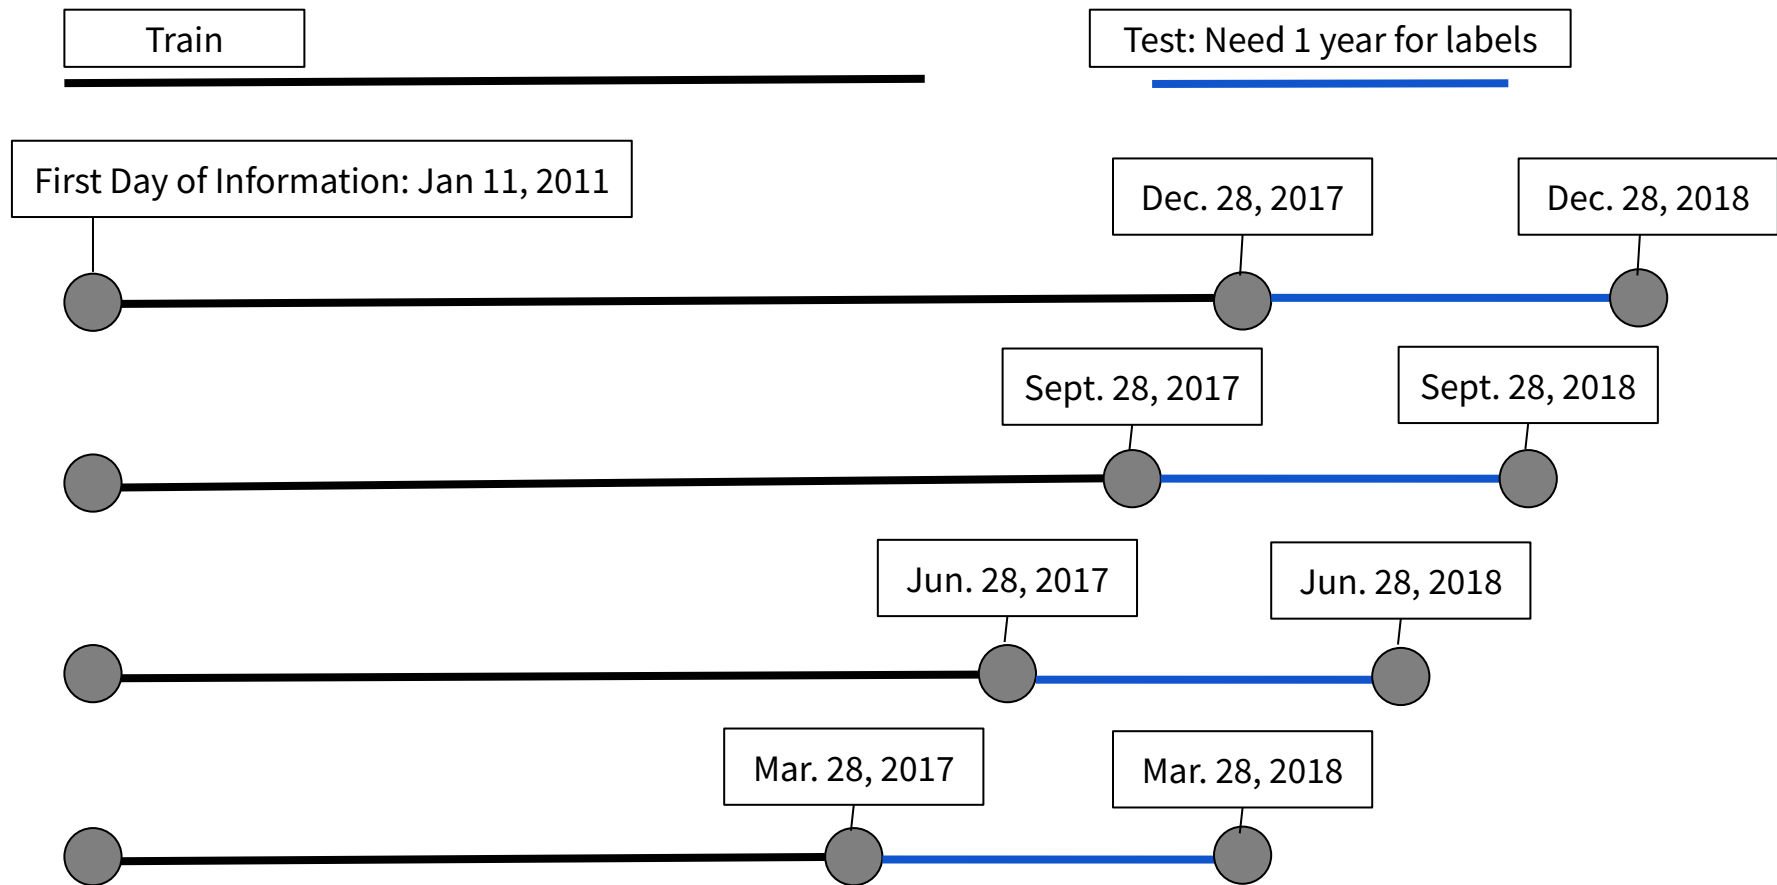 Train
Test: Need 1 year for labels
First Day of Information: Jan 11, 2011
Dec. 28, 2017
Dec. 28, 2018
Sept. 28, 2017
Sept. 28, 2018
Jun. 28, 2017
Jun. 28, 2018
Mar. 28, 2017
Mar. 28, 2018